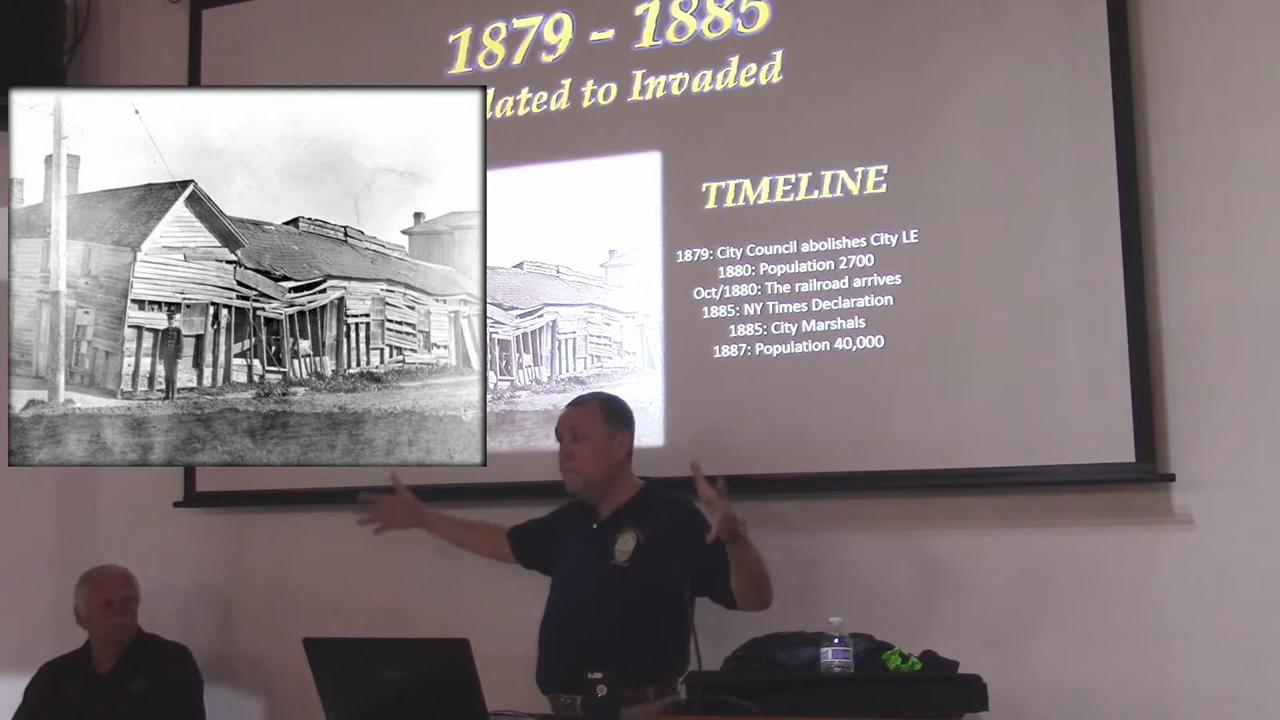 1879 - 1885
to Invaded
TIMELINE
1879: City Council abolishes City LE
1880: Population 2700
Oct/1880: The railroad arrives
1885: NY Times Declaration
1885: City Marshals
1887: Population 40,000